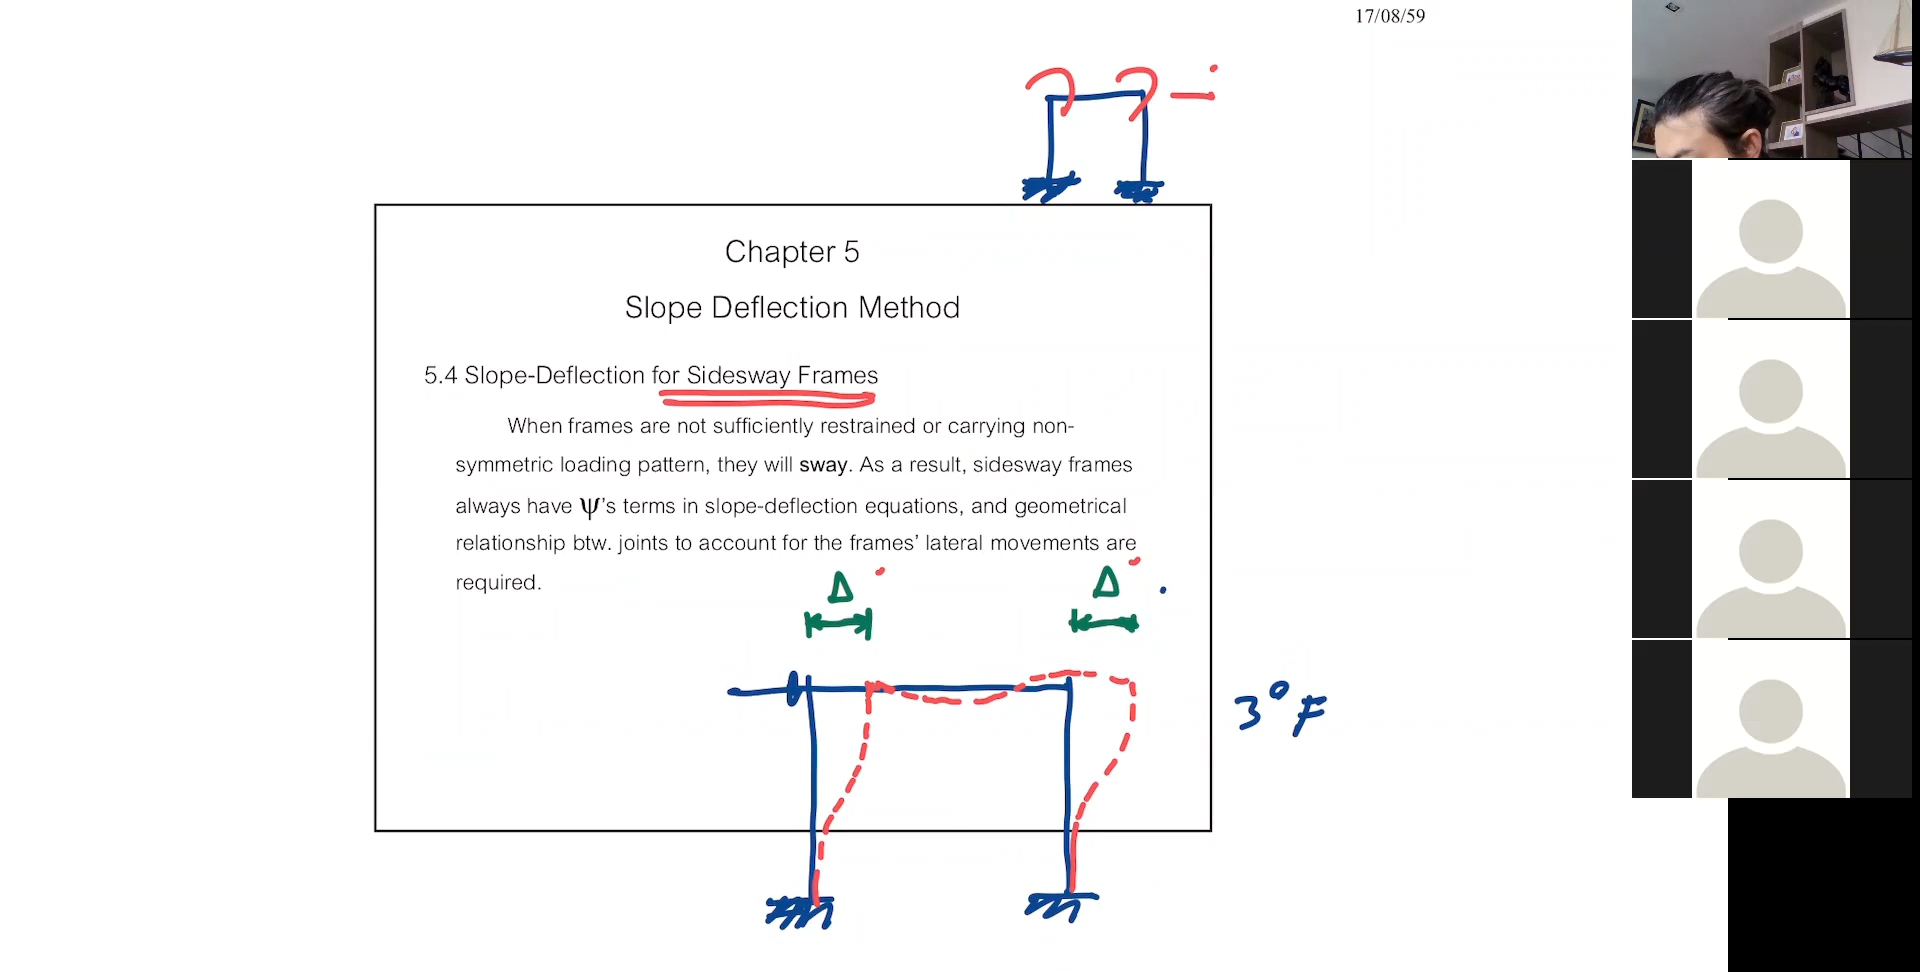 17/08/59
Chapter 5
Slope Deflection Method
5.4 Slope-Deflection for Sidesway Frames
When frames are not sufficiently restrained or carrying non-
symmetric loading pattern, they will sway. As a result, sidesway frames
always have ψ's terms in slope-deflection equations, and geometrical
relationship btw. joints to account for the frames' lateral movements are
required.
Δ Δ
3° F